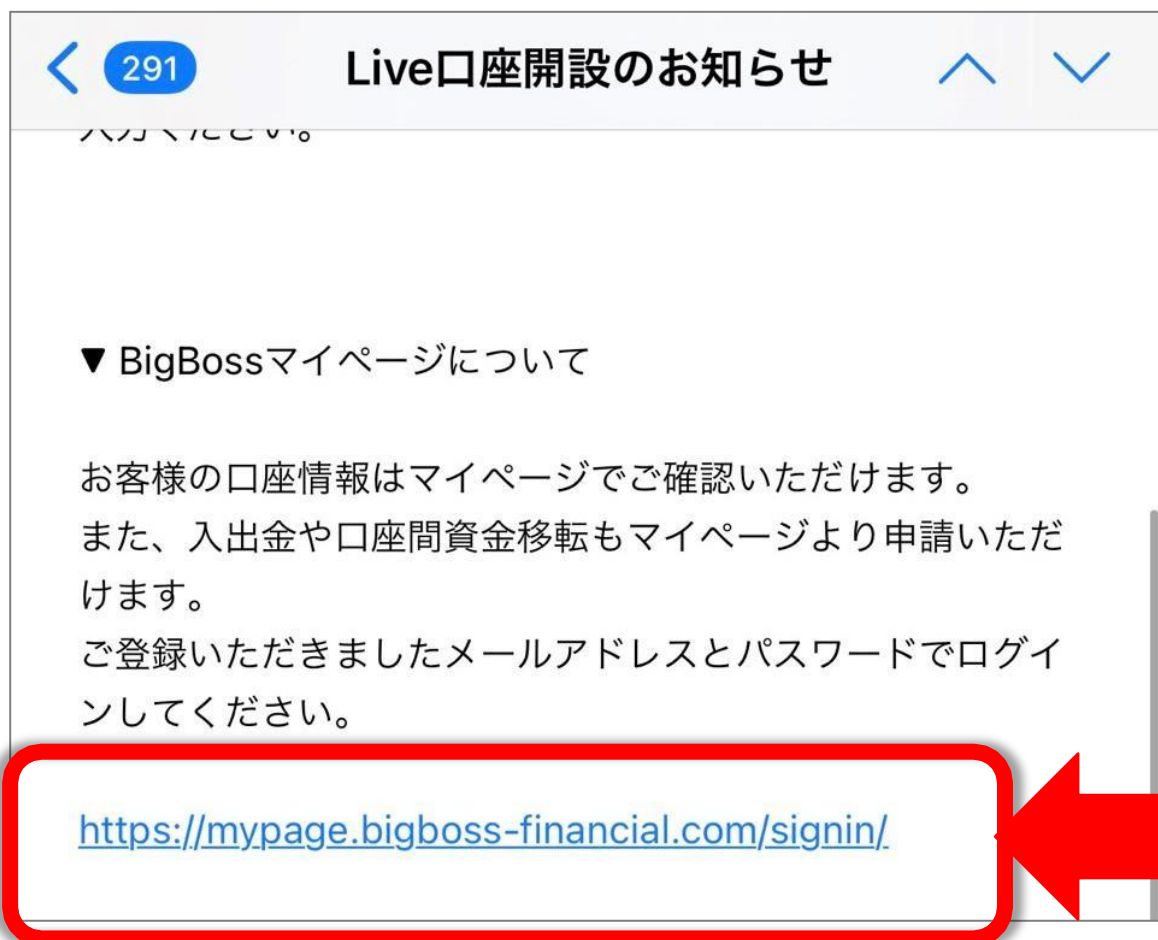 291
Live口座開設のお知らせ
入力ください。
▼ BigBossマイページについて
お客様の口座情報はマイページでご確認いただけます。
また、入出金や口座間資金移転もマイページより申請いただ
けます。
ご登録いただきましたメールアドレスとパスワードでログイ
ンしてください。
https://mypage.bigboss-financial.com/signin/